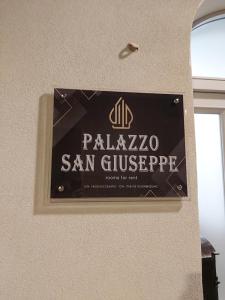 PALAZZO
SAN GIUSEPPE
rooms for rent